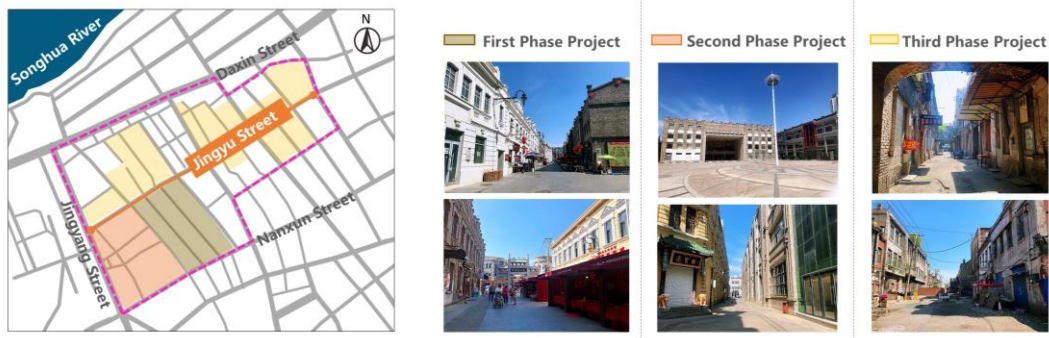 Songhua River
N
Daxin Street
Jingyu Street
Jingyang Street
Nanxun Street
First Phase Project
Second Phase Project
Third Phase Project